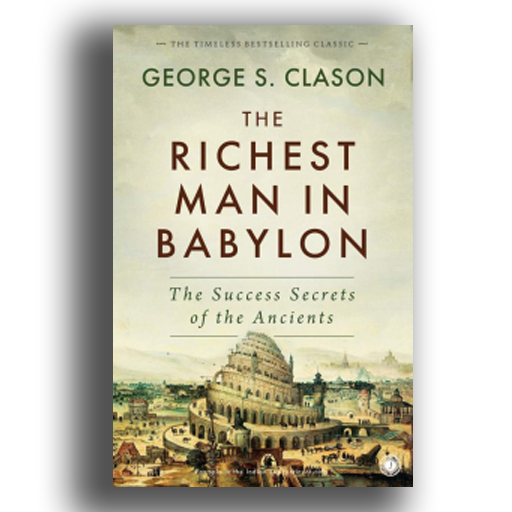 — THE TIMELESS BESTSELLING CLASSIC —
GEORGE S. CLASON
THE
RICHEST
MAN IN
BABYLON
The Success Secrets
of the Ancients